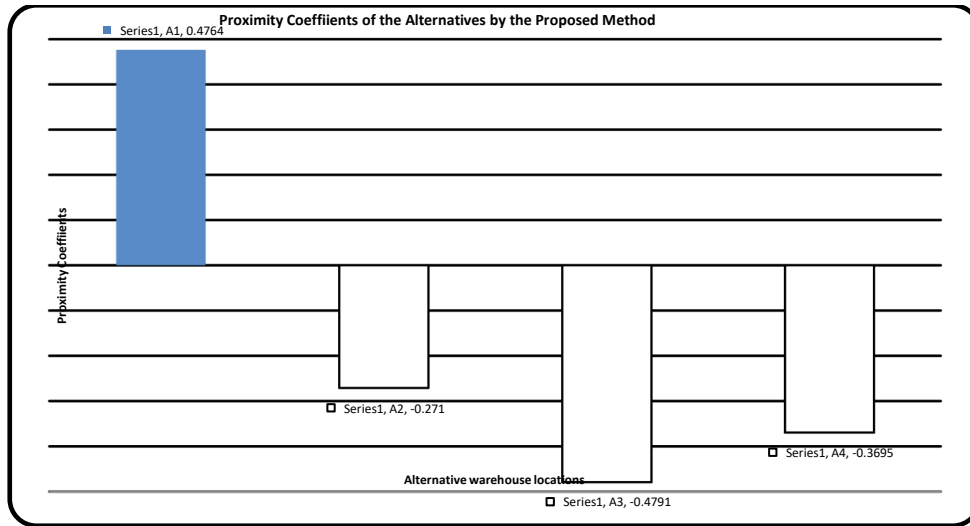 Proximity Coeffiients of the Alternatives by the Proposed Method
Series1, A1, 0.4764
Proximity Coeffiients
Series1, A2, -0.271
Series1, A4, -0.3695
Alternative warehouse locations
Series1, A3, -0.4791